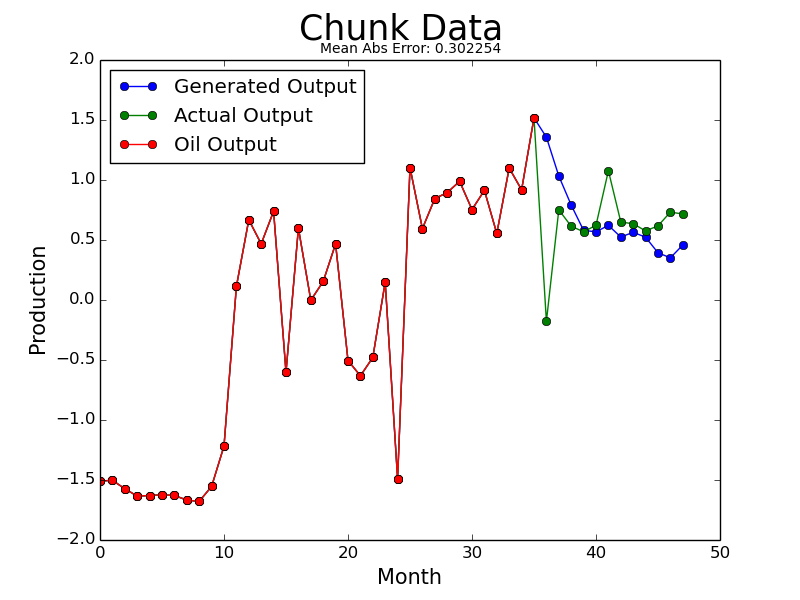 Chunk Data
Mean Abs Error: 0.302254
2.0
1.5
1.0
0.5
0.0
−0.5
−1.0
−1.5
−2.0
Production
Generated Output
Actual Output
Oil Output
0
10
20
30
40
50
Month